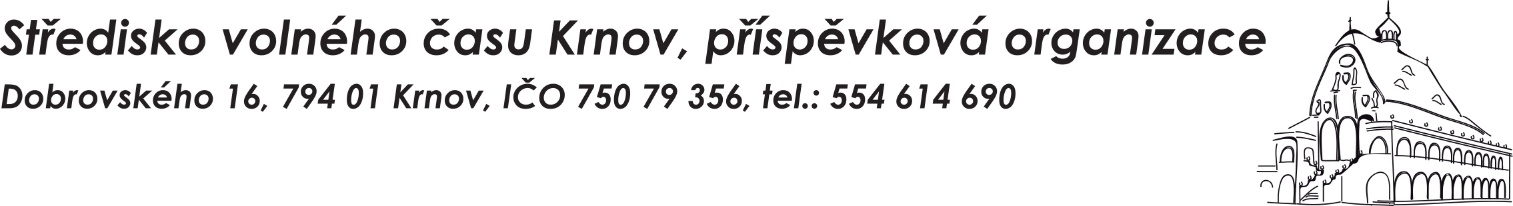 Středisko volného času Krnov, příspěvková organizace
Dobrovského 16, 794 01 Krnov, IČO 750 79 356, tel.: 554 614 690